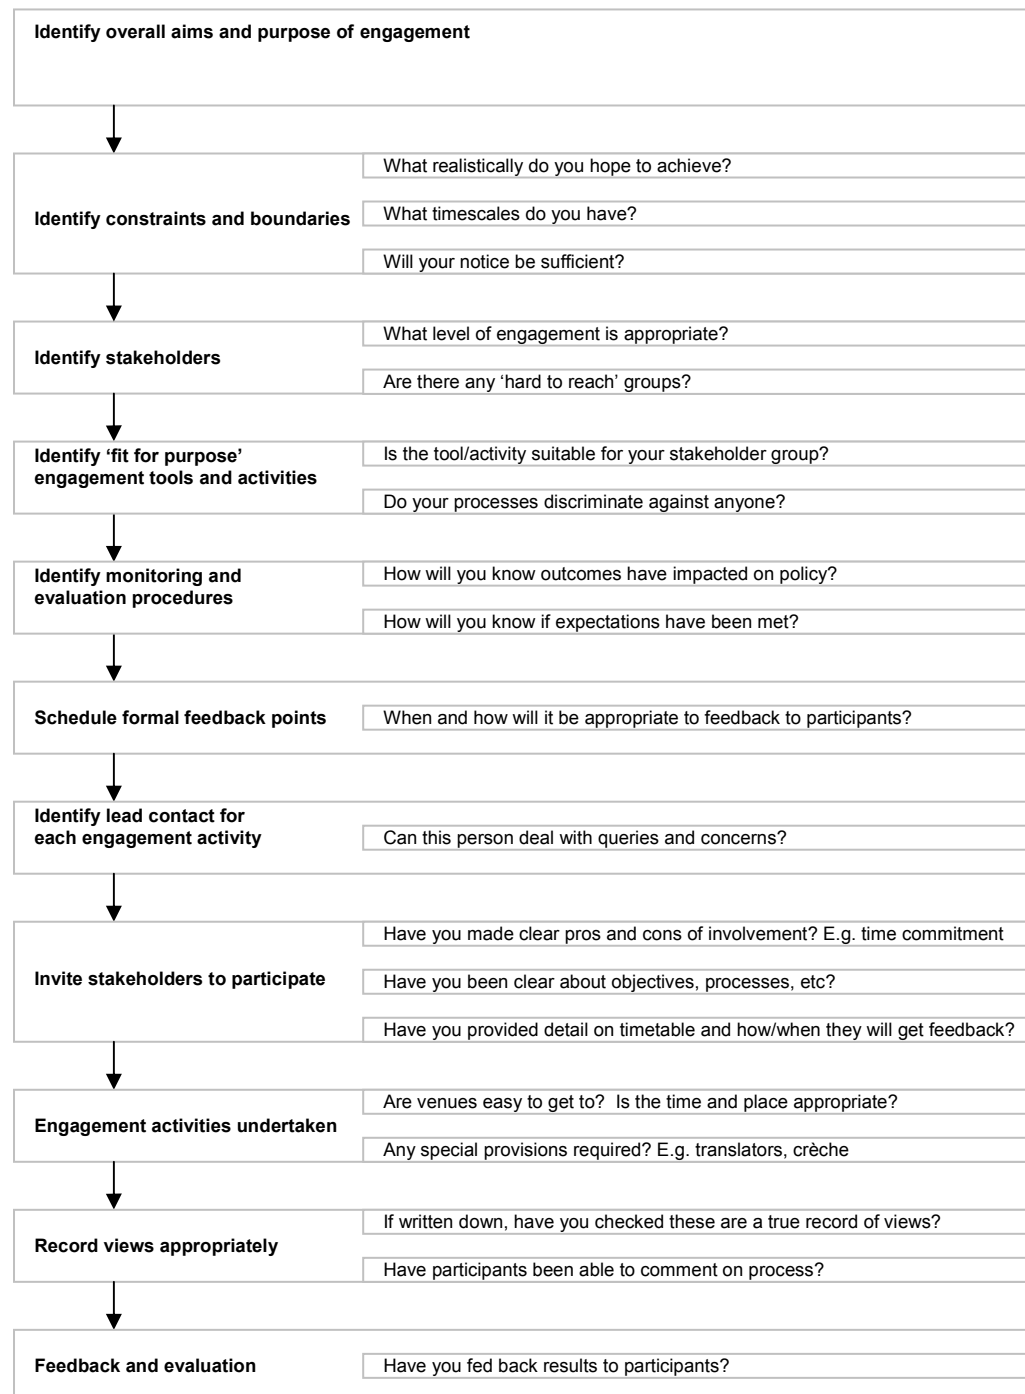 Identify overall aims and purpose of engagement
What realistically do you hope to achieve?
Identify constraints and boundaries
What timescales do you have?
Will your notice be sufficient?
What level of engagement is appropriate?
Identify stakeholders
Are there any ‘hard to reach’ groups?
Identify ‘fit for purpose’
engagement tools and activities
Is the tool/activity suitable for your stakeholder group?
Do your processes discriminate against anyone?
Identify monitoring and
evaluation procedures
How will you know outcomes have impacted on policy?
How will you know if expectations have been met?
Schedule formal feedback points
When and how will it be appropriate to feedback to participants?
Identify lead contact for
each engagement activity
Can this person deal with queries and concerns?
Have you made clear pros and cons of involvement? E.g. time commitment
Invite stakeholders to participate
Have you been clear about objectives, processes, etc?
Have you provided detail on timetable and how/when they will get feedback?
Are venues easy to get to?  Is the time and place appropriate?
Engagement activities undertaken
Any special provisions required? E.g. translators, crèche
If written down, have you checked these are a true record of views?
Record views appropriately
Have participants been able to comment on process?
Feedback and evaluation
Have you fed back results to participants?